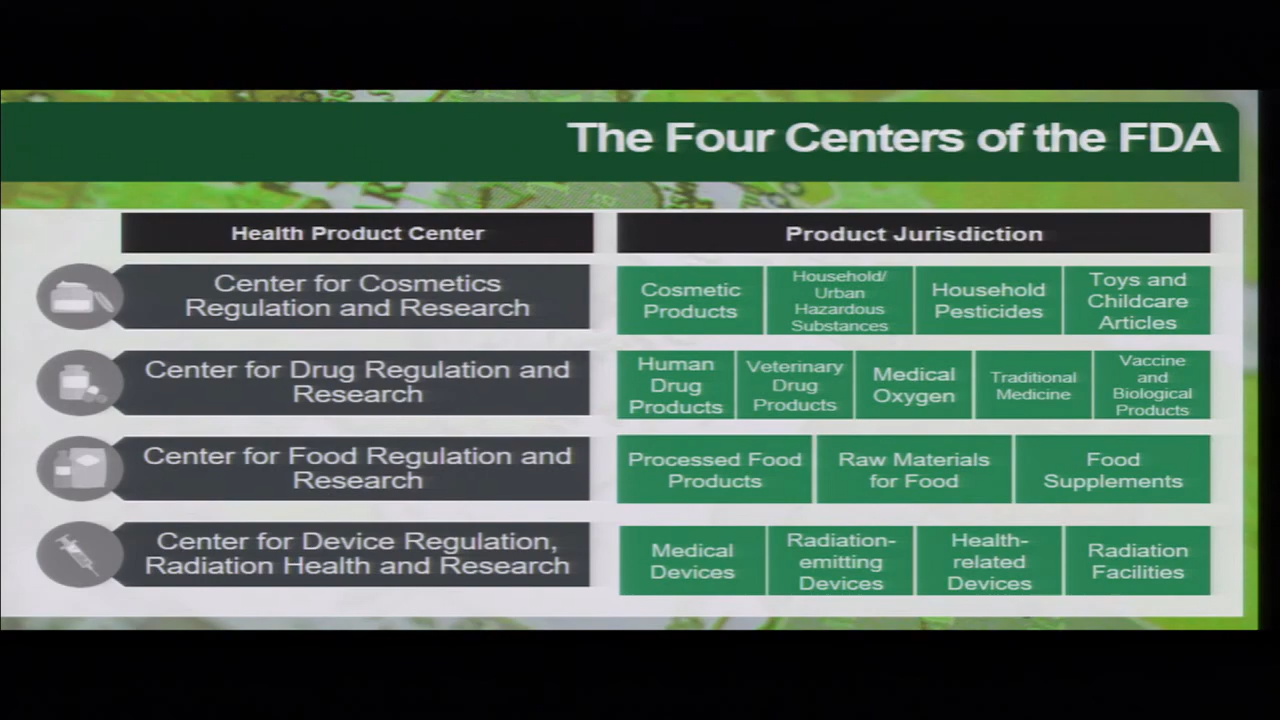 The Four Centers of the FDA
Health Product Center
Product Jurisdiction
Center for Cosmetics
Regulation and Research
Cosmetic
Products
Household/
Urban
Hazardous
Substances
Household
Pesticides
Toys and
Childcare
Articles
Center for Drug Regulation and
Research
Human
Drug
Products
Veterinary
Drug
Products
Medical
Oxygen
Traditional
Medicine
Vaccine
and
Biological
Products
Center for Food Regulation and
Research
Processed Food
Products
Raw Materials
for Food
Food
Supplements
Center for Device Regulation,
Radiation Health and Research
Medical
Devices
Radiation-
emitting
Devices
Health-
related
Devices
Radiation
Facilities